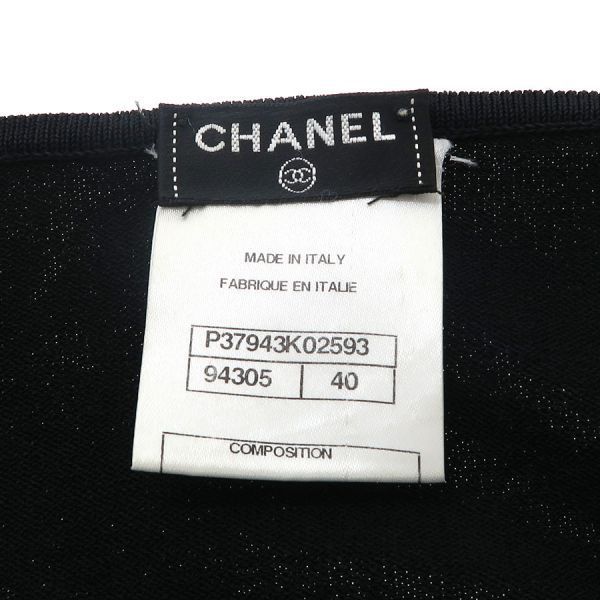 CHANEL
MADE IN ITALY
FABRIQUE EN ITALIE
P37943K02593
94305 40
COMPOSITION